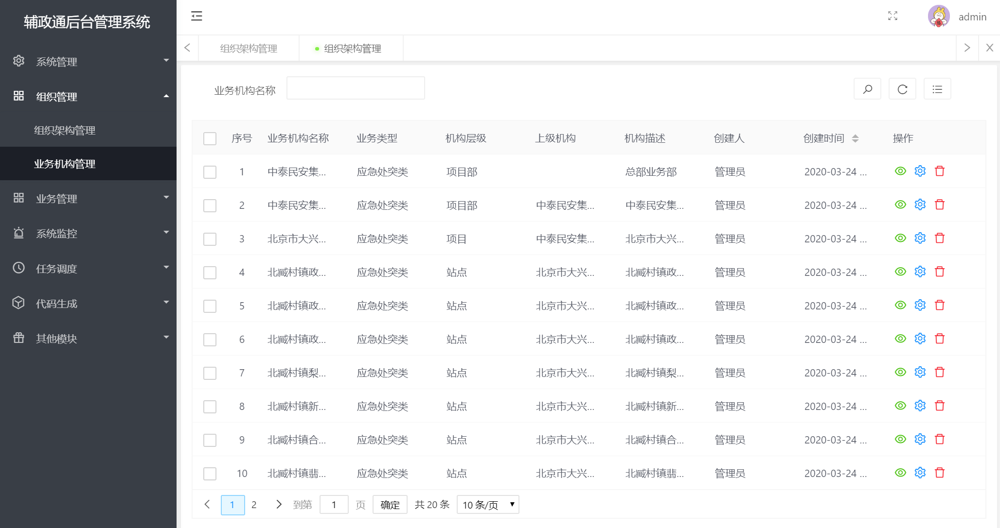 辅政通后台管理系统
系统管理
组织管理
组织架构管理
业务机构管理
业务管理
系统监控
任务调度
代码生成
其他模块
admin
组织架构管理
组织架构管理
业务机构名称
序号 业务机构名称 业务类型 机构层级 上级机构 机构描述 创建人 创建时间 操作
1 中泰民安集... 应急处突类 项目部 总部业务部 管理员 2020-03-24 ...
2 中泰民安集... 应急处突类 项目部 中泰民安集... 中泰民安集... 管理员 2020-03-24 ...
3 北京市大兴... 应急处突类 项目 中泰民安集... 北京市大兴... 管理员 2020-03-24 ...
4 北臧村镇政... 应急处突类 站点 北京市大兴... 北臧村镇政... 管理员 2020-03-24 ...
5 北臧村镇政... 应急处突类 站点 北京市大兴... 北臧村镇政... 管理员 2020-03-24 ...
6 北臧村镇政... 应急处突类 站点 北京市大兴... 北臧村镇政... 管理员 2020-03-24 ...
7 北臧村镇梨... 应急处突类 站点 北京市大兴... 北臧村镇梨... 管理员 2020-03-24 ...
8 北臧村镇新... 应急处突类 站点 北京市大兴... 北臧村镇新... 管理员 2020-03-24 ...
9 北臧村镇合... 应急处突类 站点 北京市大兴... 北臧村镇合... 管理员 2020-03-24 ...
10 北臧村镇翡... 应急处突类 站点 北京市大兴... 北臧村镇翡... 管理员 2020-03-24 ...
1 2 到第 1 页 确定 共 20 条 10 条/页